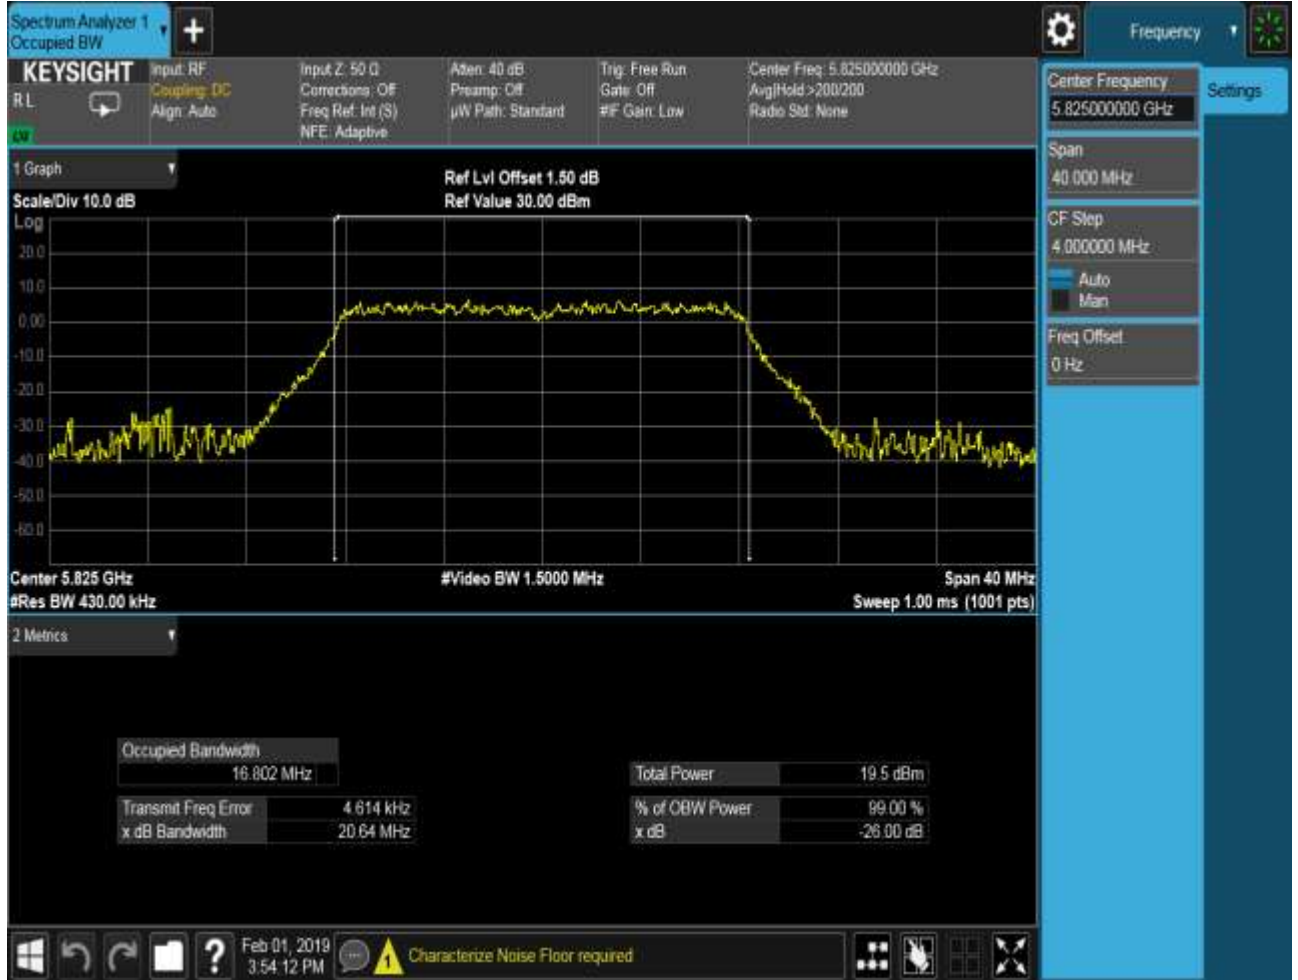 Spectrum Analyzer 1
Occupied BW
+
Frequency
KEYSIGHT
R L
Input: RF
Coupling: DC
Align: Auto
Input Z: 50 Ω
Corrections: Off
Freq Ref: Int (S)
NFE: Adaptive
Atten: 40 dB
Preamp: Off
µW Path: Standard
Trig: Free Run
Gate: Off
#IF Gain: Low
Center Freq: 5.825000000 GHz
Avg|Hold:>200/200
Radio Std: None
Center Frequency
5.825000000 GHz
Settings
Span
40.000 MHz
CF Step
4.000000 MHz
Auto
Man
Freq Offset
0 Hz
1 Graph
Scale/Div 10.0 dB
Ref Lvl Offset 1.50 dB
Ref Value 30.00 dBm
Log
20.0
10.0
0.00
-10.0
-20.0
-30.0
-40.0
-50.0
-60.0
Center 5.825 GHz
#Video BW 1.5000 MHz
Span 40 MHz
#Res BW 430.00 kHz
Sweep 1.00 ms (1001 pts)
2 Metrics
Occupied Bandwidth
16.802 MHz
Total Power 19.5 dBm
Transmit Freq Error 4.614 kHz
% of OBW Power 99.00 %
x dB Bandwidth 20.64 MHz
x dB -26.00 dB
?
Feb 01, 2019
3:54:12 PM
1
Characterize Noise Floor required